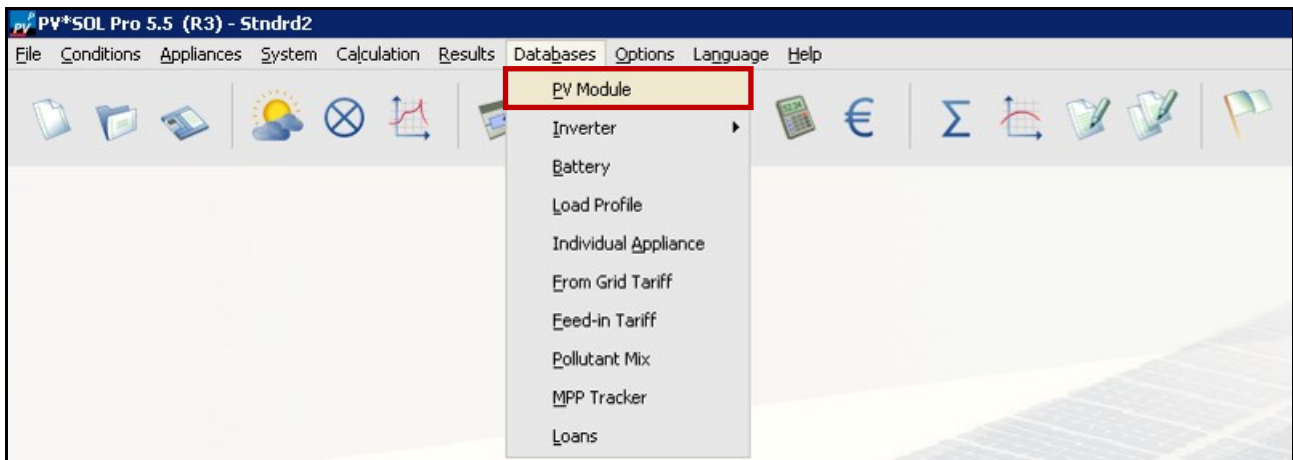 PV*SOL Pro 5.5 (R3) - Stndrd2
File Conditions Appliances System Calculation Results Databases Options Language Help
PV Module
Inverter
Battery
Load Profile
Individual Appliance
From Grid Tariff
Feed-in Tariff
Pollutant Mix
MPP Tracker
Loans